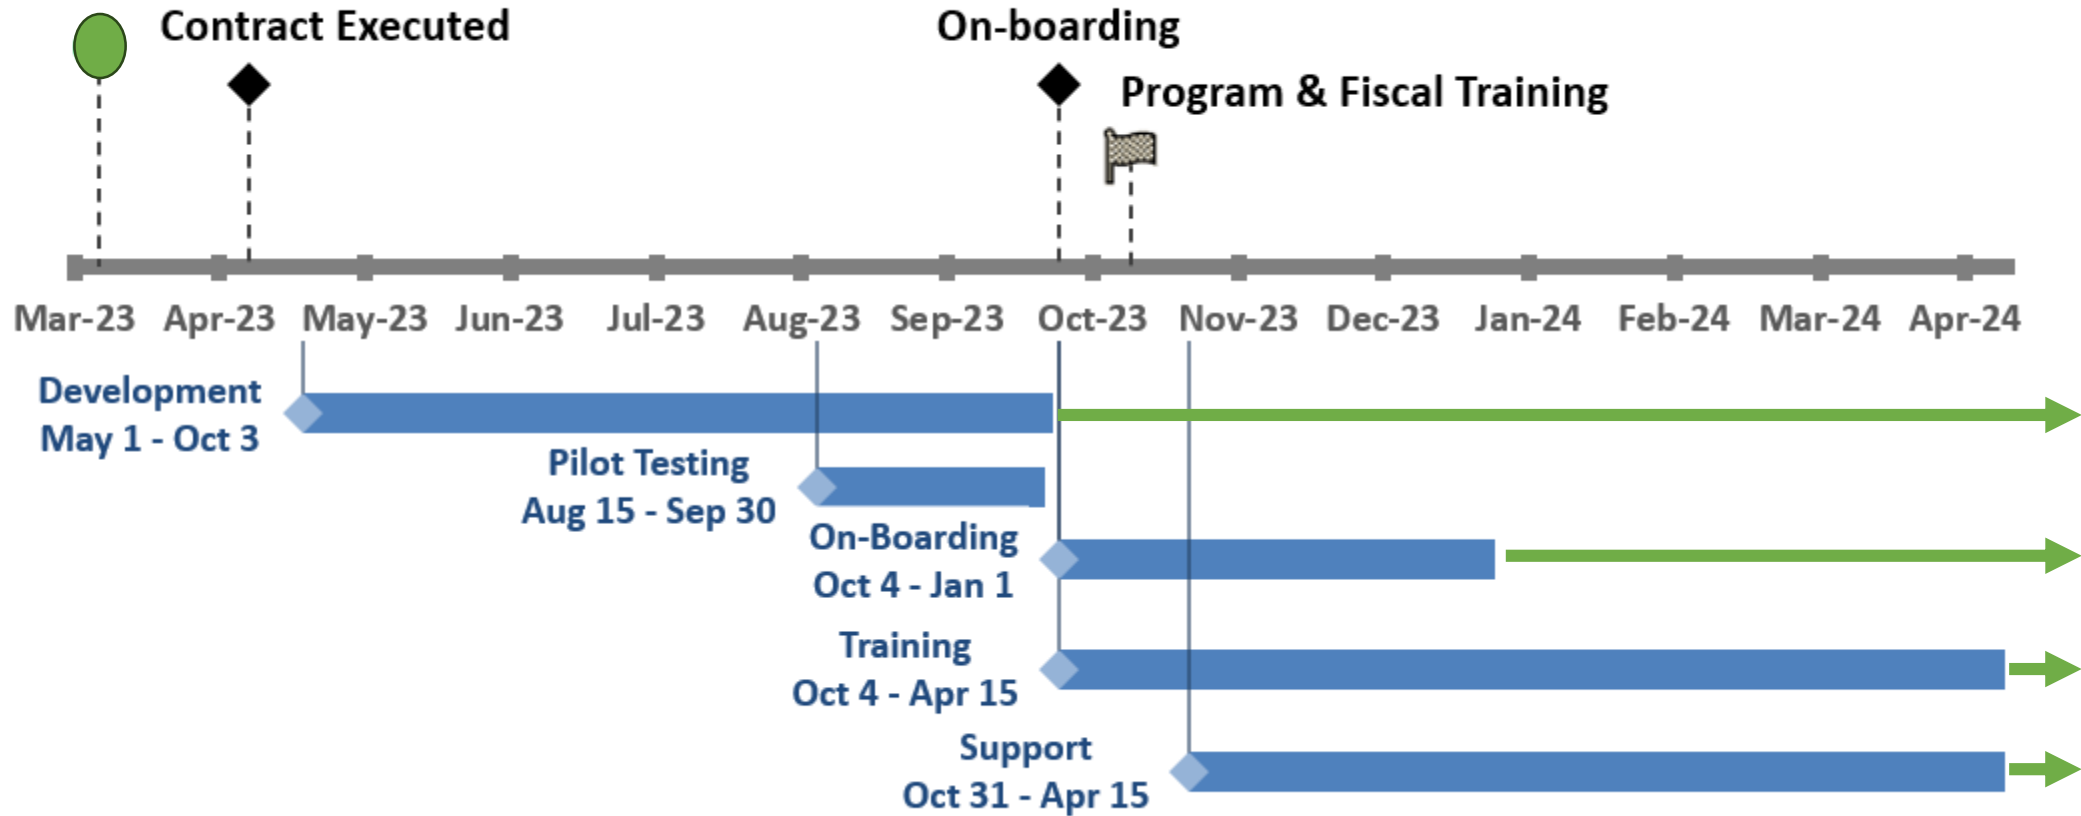 Contract Executed
On-boarding
Program & Fiscal Training
Mar-23 Apr-23 May-23 Jun-23 Jul-23 Aug-23 Sep-23 Oct-23 Nov-23 Dec-23 Jan-24 Feb-24 Mar-24 Apr-24
Development
May 1 - Oct 3
Pilot Testing
Aug 15 - Sep 30
On-Boarding
Oct 4 - Jan 1
Training
Oct 4 - Apr 15
Support
Oct 31 - Apr 15